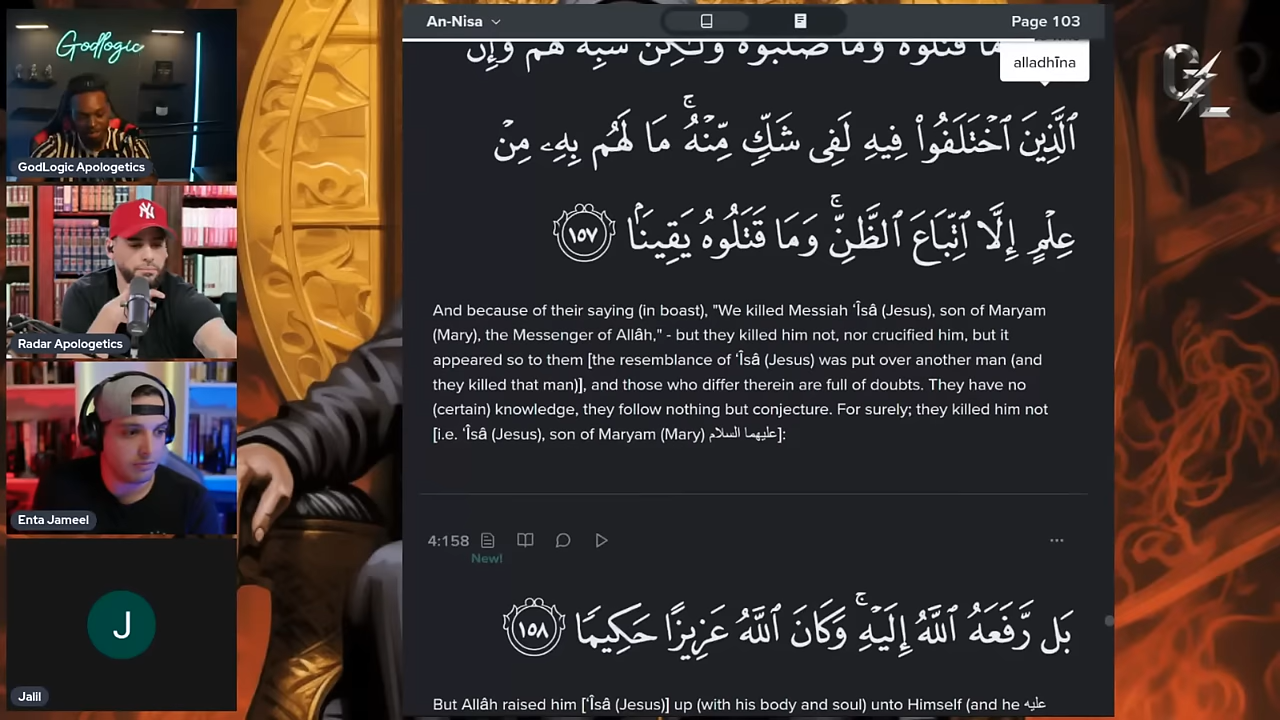 Godlogic
GodLogic Apologetics
Radar Apologetics
Enta Jameel
J
Jalil
An-Nisa
Page 103
alladhīna
وَمَا قَتَلُوهُ وَمَا صَلَبُوهُ وَلَـٰكِن شُبِّهَ لَهُمْ وَإِنَّ
ٱلَّذِينَ ٱخْتَلَفُوا۟ فِيهِ لَفِى شَكٍّ مِّنْهُ ۚ مَا لَهُم بِهِۦ مِنْ
عِلْمٍ إِلَّا ٱتِّبَاعَ ٱلظَّنِّ ۚ وَمَا قَتَلُوهُ يَقِينًۢا ١٥٧
And because of their saying (in boast), "We killed Messiah 'Îsâ (Jesus), son of Maryam
(Mary), the Messenger of Allâh," - but they killed him not, nor crucified him, but it
appeared so to them [the resemblance of 'Îsâ (Jesus) was put over another man (and
they killed that man)], and those who differ therein are full of doubts. They have no
(certain) knowledge, they follow nothing but conjecture. For surely; they killed him not
[i.e. 'Îsâ (Jesus), son of Maryam (Mary) عليهما السلام]:
4:158
New!
بَل رَّفَعَهُ ٱللَّهُ إِلَيْهِ ۚ وَكَانَ ٱللَّهُ عَزِيزًا حَكِيمًا ١٥٨
But Allâh raised him ['Îsâ (Jesus)] up (with his body and soul) unto Himself (and he عليه
GL